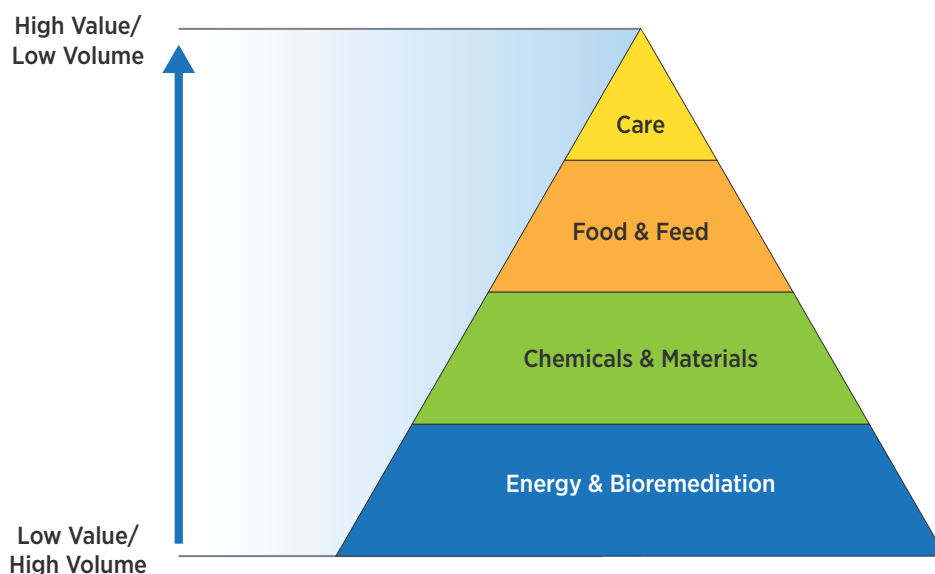 High Value/
Low Volume
Care
Food & Feed
Chemicals & Materials
Energy & Bioremediation
Low Value/
High Volume